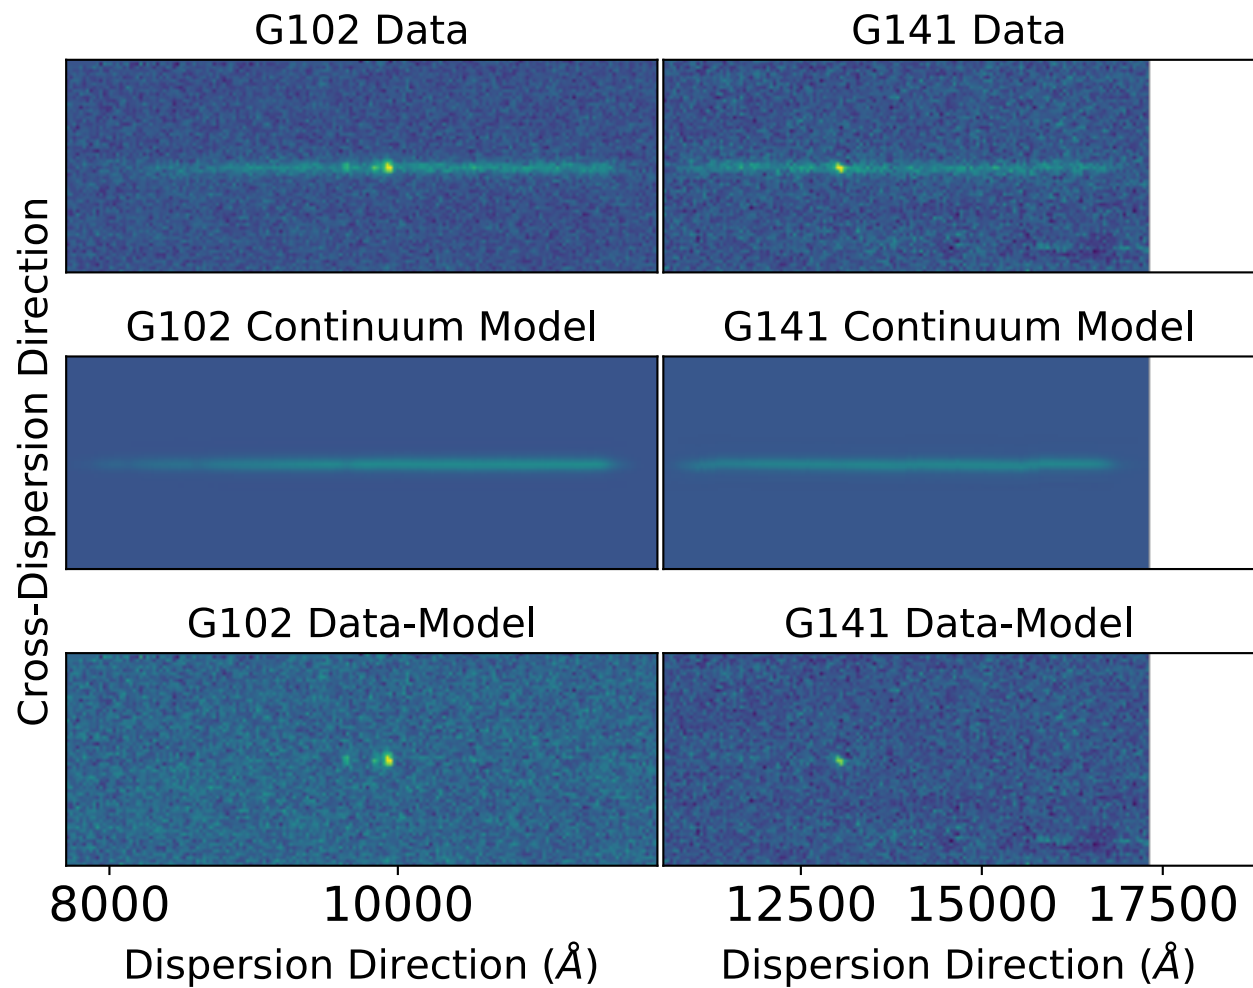 G102 Data
G141 Data
G102 Continuum Model
G141 Continuum Model
G102 Data-Model
G141 Data-Model
Cross-Dispersion Direction
8000
10000
12500
15000
17500
Dispersion Direction (Å)
Dispersion Direction (Å)